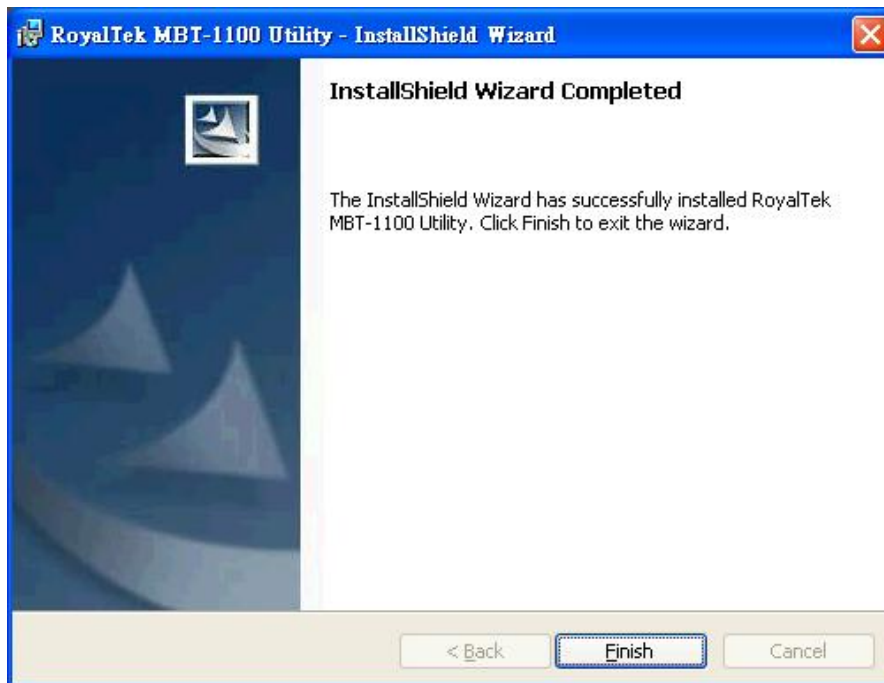 RoyalTek MBT-1100 Utility - InstallShield Wizard
InstallShield Wizard Completed
The InstallShield Wizard has successfully installed RoyalTek
MBT-1100 Utility. Click Finish to exit the wizard.
< Back
Finish
Cancel